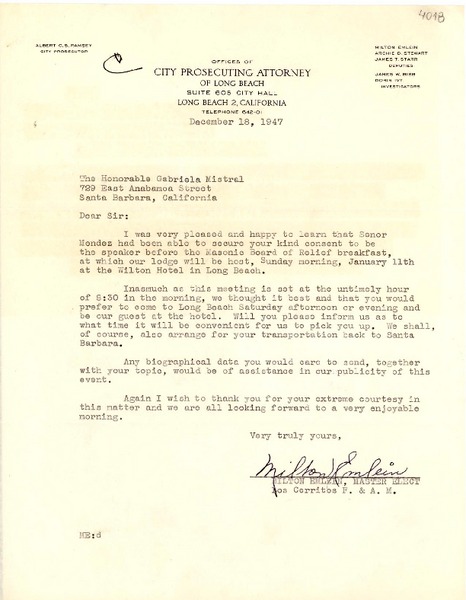 4018
ALBERT C. S. RAMSEY
CITY PROSECUTOR
MILTON EMLEIN
ARCHIE D. STEWART
JAMES T. STARR
DEPUTIES
JAMES W. BIRR
INVESTIGATORS
OFFICES OF
CITY PROSECUTING ATTORNEY
OF LONG BEACH
SUITE 605 CITY HALL
LONG BEACH 2, CALIFORNIA
TELEPHONE 642-01
December 18, 1947
The Honorable Gabriela Mistral
729 East Anabamoa Street
Santa Barbara, California
Dear Sir:
I was very pleased and happy to learn that Senor
Mendez had been able to secure your kind consent to be
the speaker before the Masonic Board of Relief breakfast,
at which our lodge will be host, Sunday morning, January 11th
at the Wilton Hotel in Long Beach.
Inasmuch as this meeting is set at the untimely hour
of 8:30 in the morning, we thought it best and that you would
prefer to come to Long Beach Saturday afternoon or evening and
be our guest at the hotel. Will you please inform us as to
what time it will be convenient for us to pick you up. We shall,
of course, also arrange for your transportation back to Santa
Barbara.
Any biographical data you would care to send, together
with your topic, would be of assistance in our publicity of this
event.
Again I wish to thank you for your extreme courtesy in
this matter and we are all looking forward to a very enjoyable
morning.
Very truly yours,
Milton Emlein
MILTON EMLEIN, MASTER ELECT
Los Cerritos F. & A. M.
ME:d